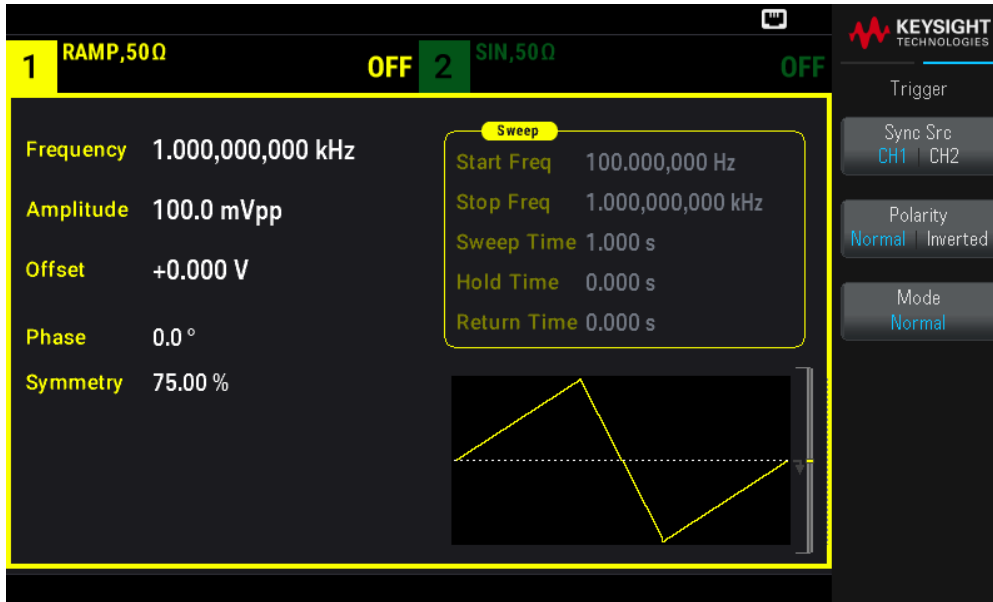 KEYSIGHT
TECHNOLOGIES
1 RAMP,50Ω OFF 2 SIN,50Ω OFF
Trigger
Sync Src
CH1 | CH2
Polarity
Normal | Inverted
Mode
Normal
Frequency 1.000,000,000 kHz
Amplitude 100.0 mVpp
Offset +0.000 V
Phase 0.0 °
Symmetry 75.00 %
Sweep
Start Freq 100.000,000 Hz
Stop Freq 1.000,000,000 kHz
Sweep Time 1.000 s
Hold Time 0.000 s
Return Time 0.000 s